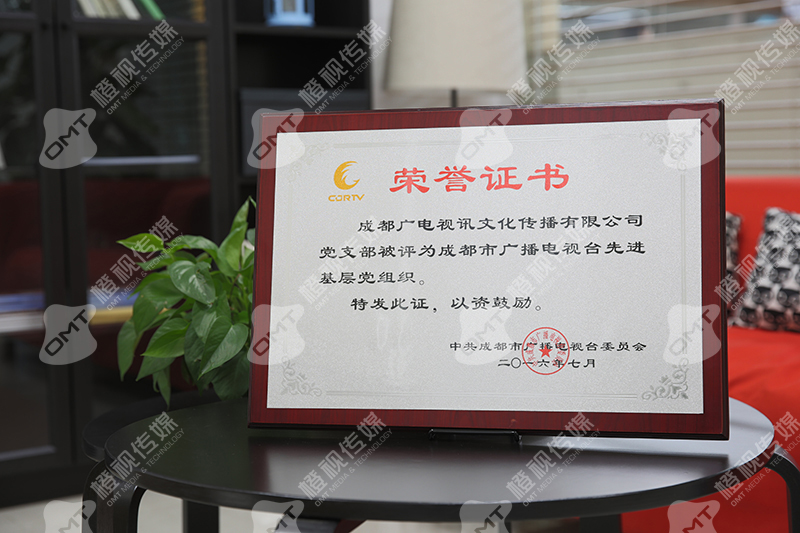 橙视传媒
OMT MEDIA & TECHNOLOGY
OMT
CDRTV
荣誉证书
成都广电视讯文化传播有限公司
党支部被评为成都市广播电视台先进
基层党组织。
特发此证，以资鼓励。
中共成都市广播电视台委员会
二〇一六年七月